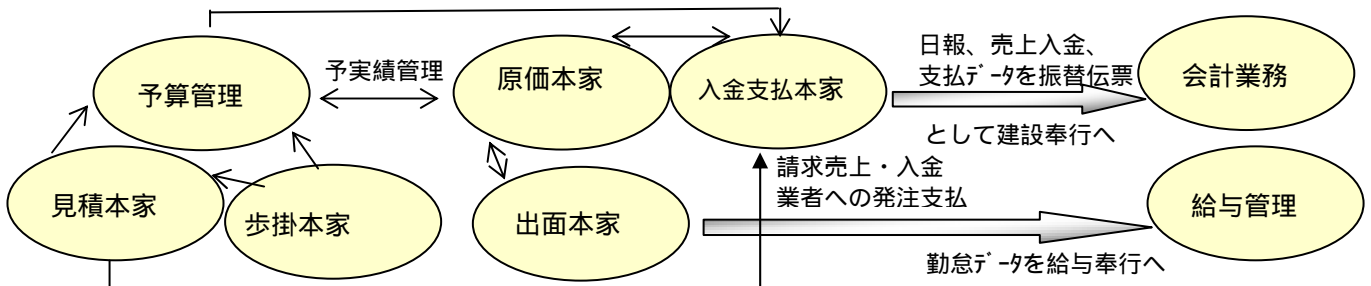 予算管理
予実績管理
原価本家
入金支払本家
日報、売上入金、
支払ﾃﾞｰﾀを振替伝票
として建設奉行へ
会計業務
見積本家
歩掛本家
出面本家
請求売上・入金
業者への発注支払
勤怠ﾃﾞｰﾀを給与奉行へ
給与管理